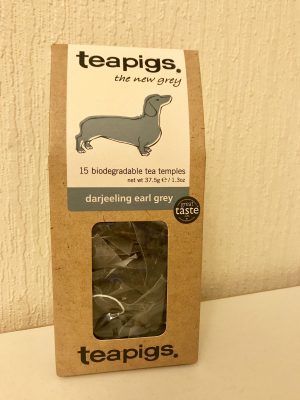 teapigs.
the new grey
15 biodegradable tea temples
net wt 37.5g ℮ / 1.3oz
darjeeling earl grey
great
taste
teapigs.